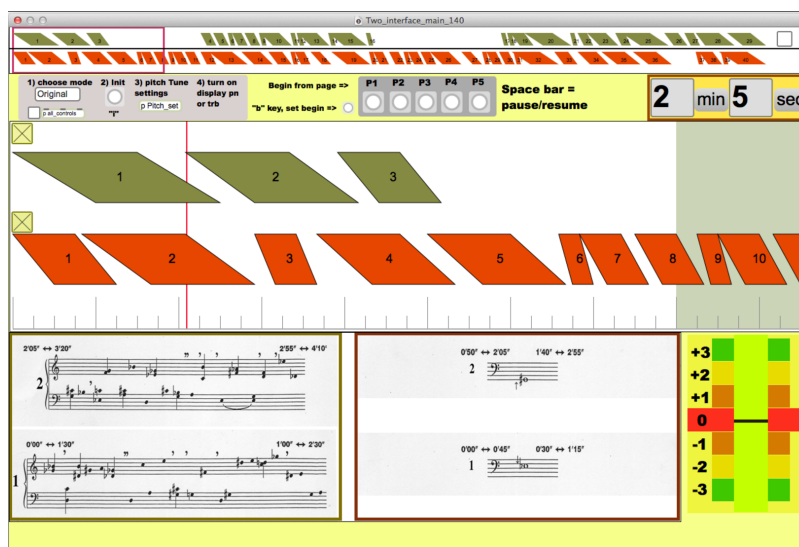 Two_interface_main_140
1) choose mode
Original
p all_controls
2) Init
"I"
3) pitch Tune
settings
p Pitch_set
4) turn on
display pn
or trb
Begin from page =>
"b" key, set begin =>
P1 P2 P3 P4 P5
Space bar =
pause/resume
2 min 5 sec
1 2 3
1 2 3 4 5 6 7 8 9 10
2'05" ↔ 3'20" 2'55" ↔ 4'10'
2
0'00" ↔ 1'30" 1'00" ↔ 2'30"
1
0'50" ↔ 2'05" 1'40" ↔ 2'55"
2
0'00" ↔ 0'45" 0'30" ↔ 1'15"
1
+3
+2
+1
0
-1
-2
-3